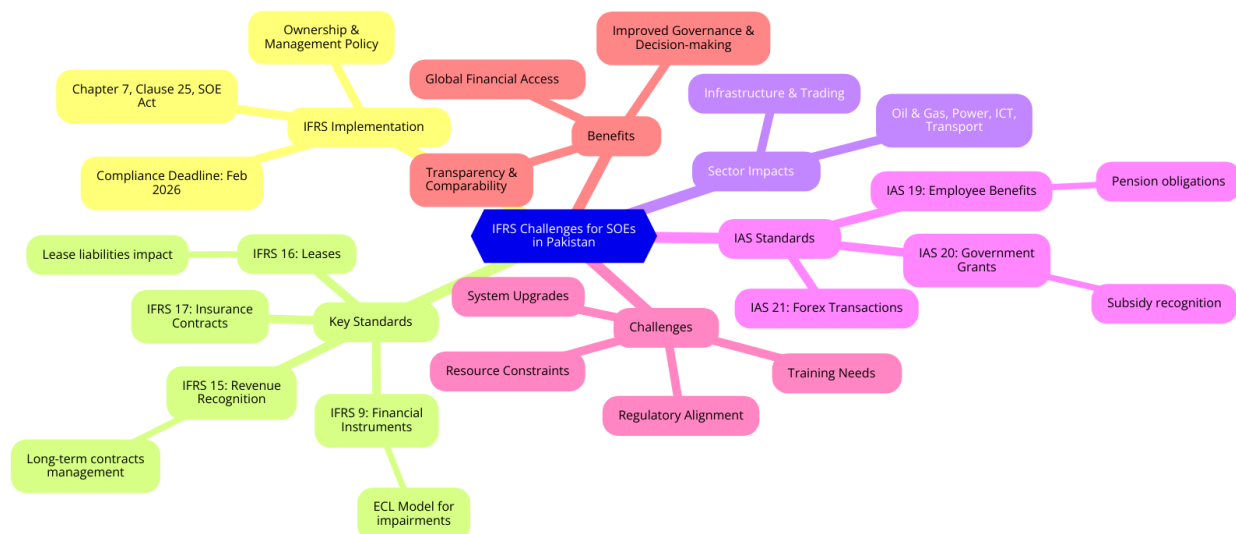 IFRS Challenges for SOEs
in Pakistan
IFRS Implementation
Ownership &
Management Policy
Chapter 7, Clause 25, SOE
Act
Compliance Deadline: Feb
2026
Benefits
Improved Governance &
Decision-making
Global Financial Access
Transparency &
Comparability
Sector Impacts
Infrastructure & Trading
Oil & Gas, Power, ICT,
Transport
IAS Standards
IAS 19: Employee Benefits
Pension obligations
IAS 20: Government
Grants
Subsidy recognition
IAS 21: Forex Transactions
Challenges
System Upgrades
Resource Constraints
Regulatory Alignment
Training Needs
Key Standards
IFRS 16: Leases
Lease liabilities impact
IFRS 17: Insurance
Contracts
IFRS 15: Revenue
Recognition
Long-term contracts
management
IFRS 9: Financial
Instruments
ECL Model for
impairments